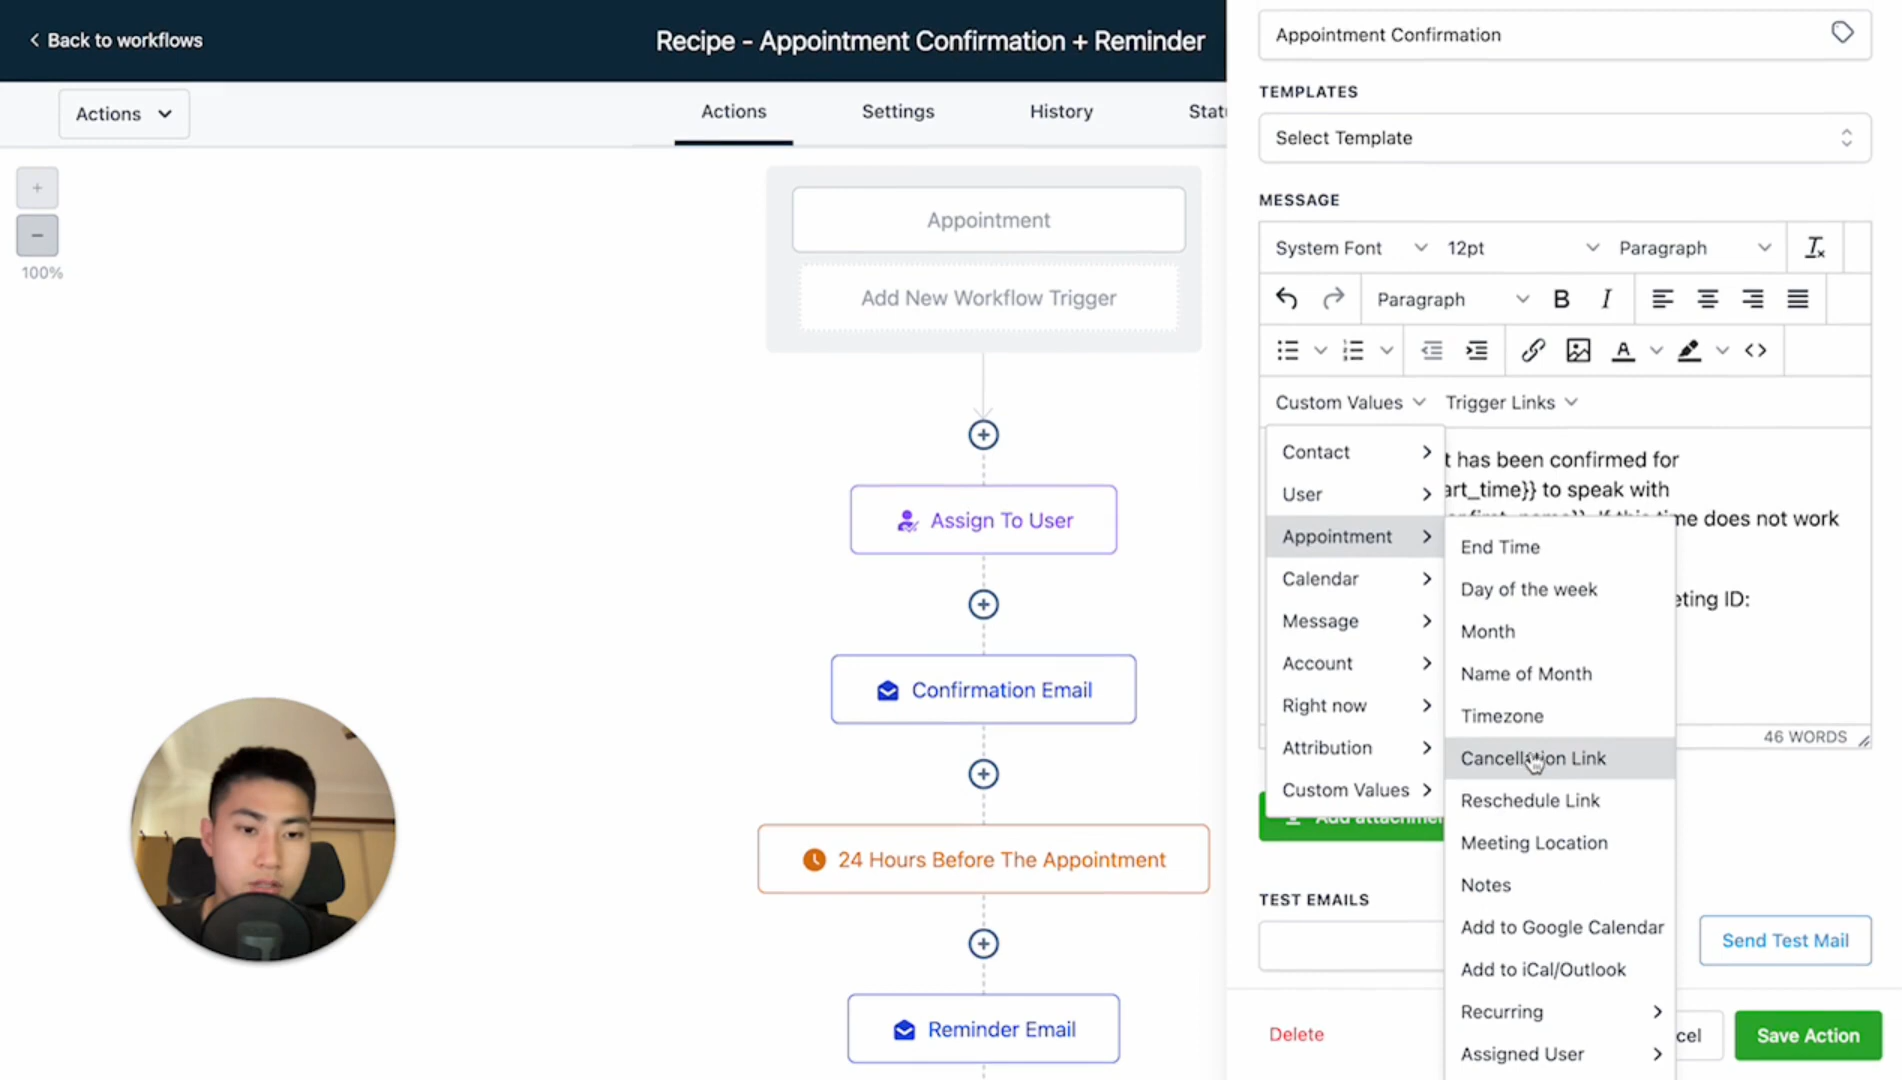 Back to workflows
Recipe - Appointment Confirmation + Reminder
Actions
Actions
Settings
History
Statu
100%
Appointment
Add New Workflow Trigger
Assign To User
Confirmation Email
24 Hours Before The Appointment
Reminder Email
Appointment Confirmation
TEMPLATES
Select Template
MESSAGE
System Font
12pt
Paragraph
Paragraph
B
I
Custom Values
Trigger Links
t has been confirmed for
art_time}} to speak with
me does not work
eting ID:
46 WORDS
Contact
User
Appointment
Calendar
Message
Account
Right now
Attribution
Custom Values
End Time
Day of the week
Month
Name of Month
Timezone
Cancellation Link
Reschedule Link
Meeting Location
Notes
Add to Google Calendar
Add to iCal/Outlook
Recurring
Assigned User
Add attachmen
TEST EMAILS
Send Test Mail
Delete
cel
Save Action